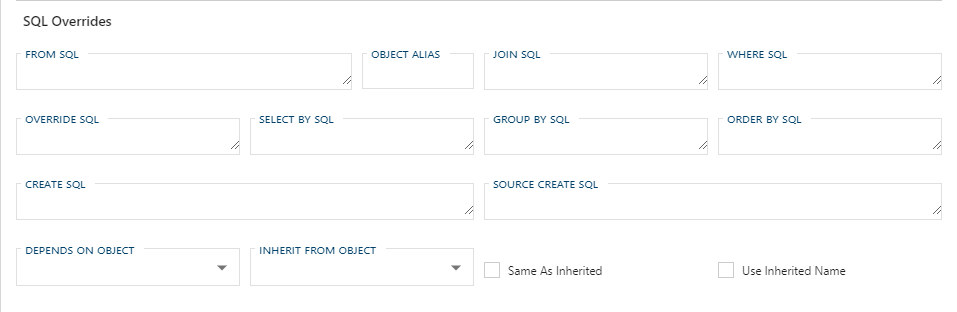 SQL Overrides
FROM SQL OBJECT ALIAS JOIN SQL WHERE SQL
OVERRIDE SQL SELECT BY SQL GROUP BY SQL ORDER BY SQL
CREATE SQL SOURCE CREATE SQL
DEPENDS ON OBJECT INHERIT FROM OBJECT
Same As Inherited Use Inherited Name